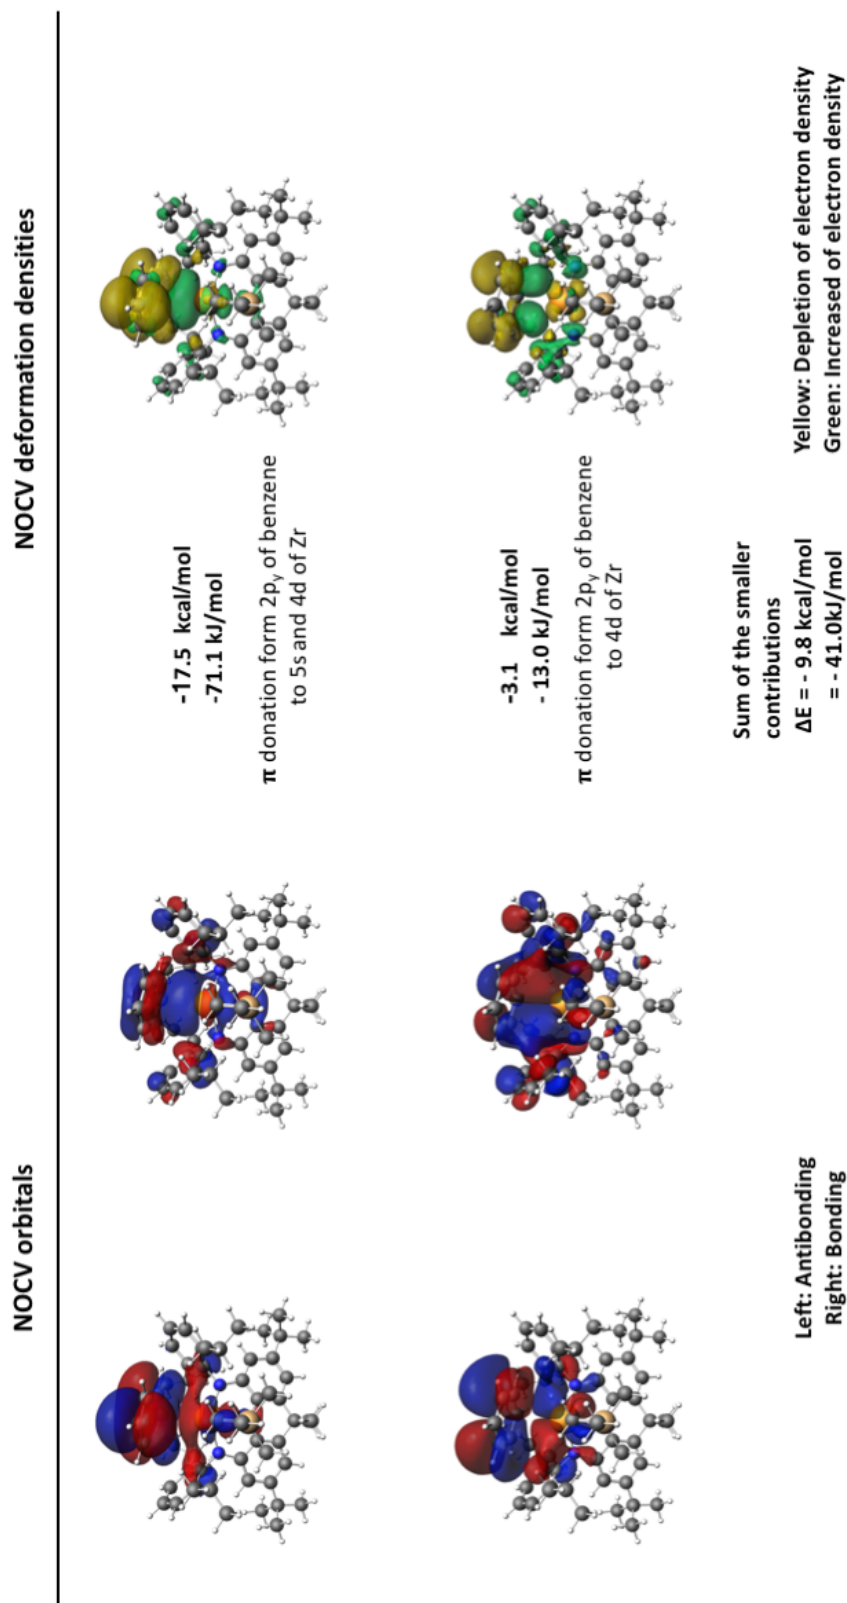 NOCV orbitals
NOCV deformation densities
-17.5 kcal/mol
-71.1 kJ/mol
π donation form 2py of benzene
to 5s and 4d of Zr
-3.1 kcal/mol
- 13.0 kJ/mol
π donation form 2py of benzene
to 4d of Zr
Left: Antibonding
Right: Bonding
Sum of the smaller
contributions
ΔE = - 9.8 kcal/mol
= - 41.0kJ/mol
Yellow: Depletion of electron density
Green: Increased of electron density